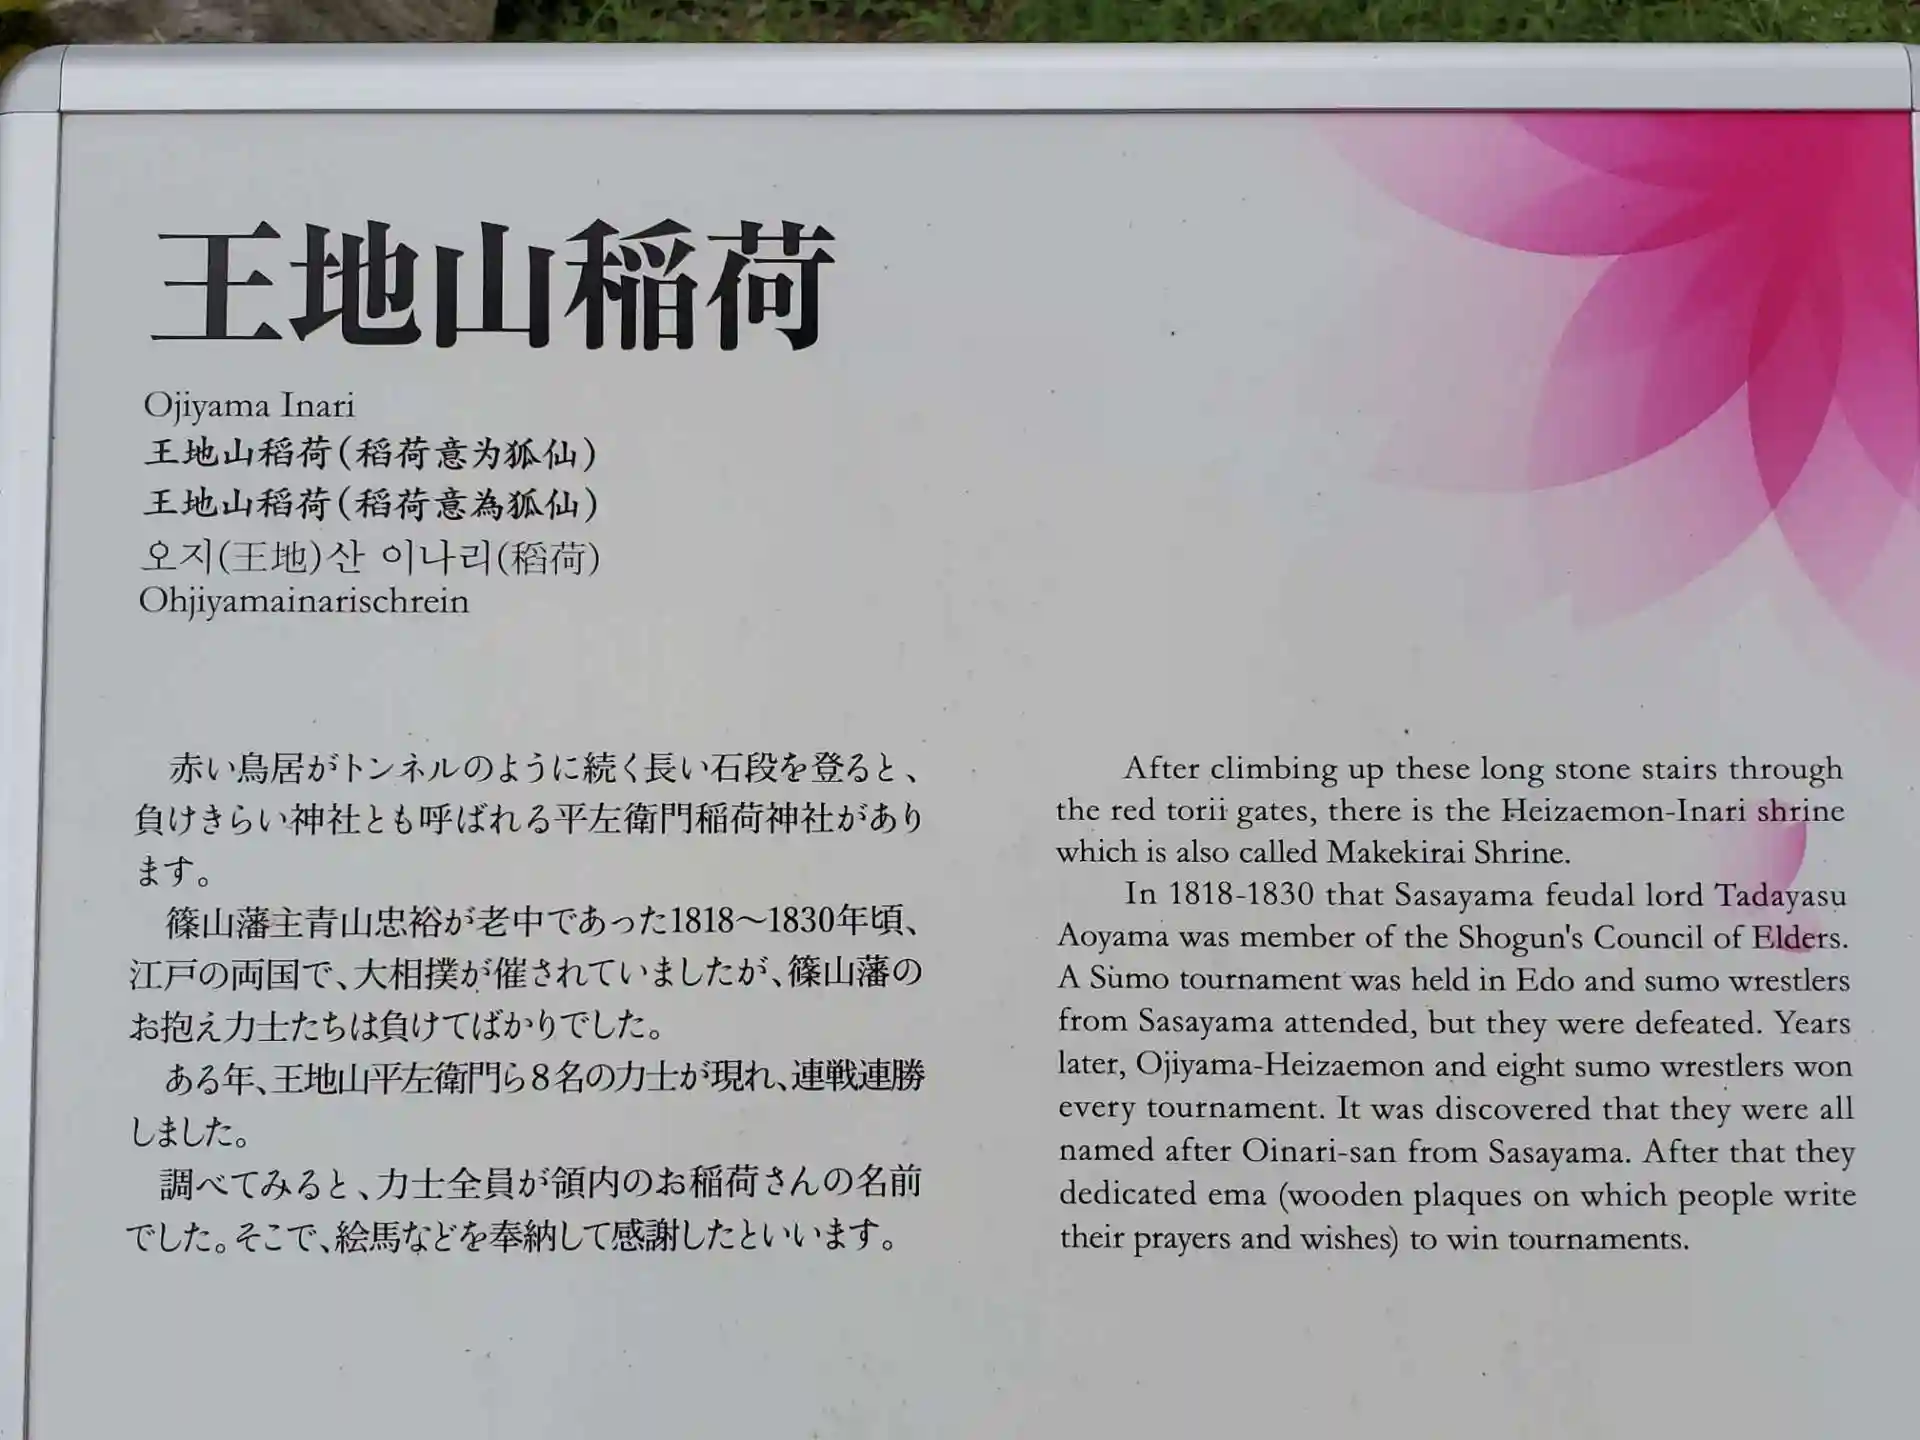 王地山稲荷
Ojiyama Inari
王地山稻荷(稻荷意为狐仙)
王地山稻荷(稻荷意為狐仙)
오지(王地)산 이나리(稻荷)
Ohjiyamainarischrein
赤い鳥居がトンネルのように続く長い石段を登ると、
負けきらい神社とも呼ばれる平左衛門稲荷神社があり
ます。
篠山藩主青山忠裕が老中であった1818〜1830年頃、
江戸の両国で、大相撲が催されていましたが、篠山藩の
お抱え力士たちは負けてばかりでした。
ある年、王地山平左衛門ら８名の力士が現れ、連戦連勝
しました。
調べてみると、力士全員が領内のお稲荷さんの名前
でした。そこで、絵馬などを奉納して感謝したといいます。
After climbing up these long stone stairs through
the red torii gates, there is the Heizaemon-Inari shrine
which is also called Makekirai Shrine.
In 1818-1830 that Sasayama feudal lord Tadayasu
Aoyama was member of the Shogun's Council of Elders.
A Sumo tournament was held in Edo and sumo wrestlers
from Sasayama attended, but they were defeated. Years
later, Ojiyama-Heizaemon and eight sumo wrestlers won
every tournament. It was discovered that they were all
named after Oinari-san from Sasayama. After that they
dedicated ema (wooden plaques on which people write
their prayers and wishes) to win tournaments.